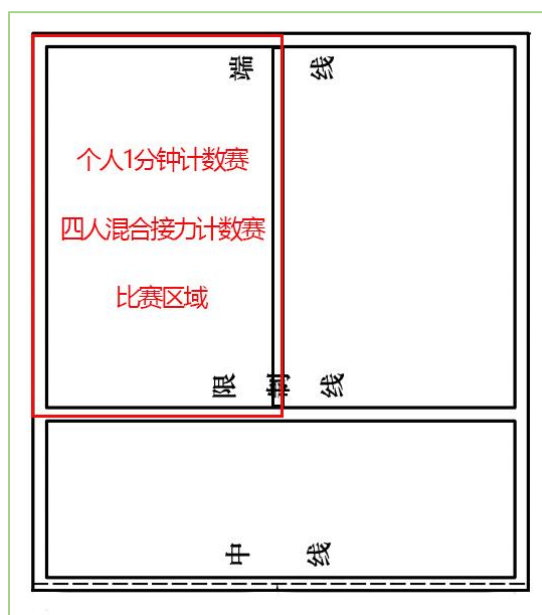 端 线
个人1分钟计数赛
四人混合接力计数赛
比赛区域
限 制 线
中 线